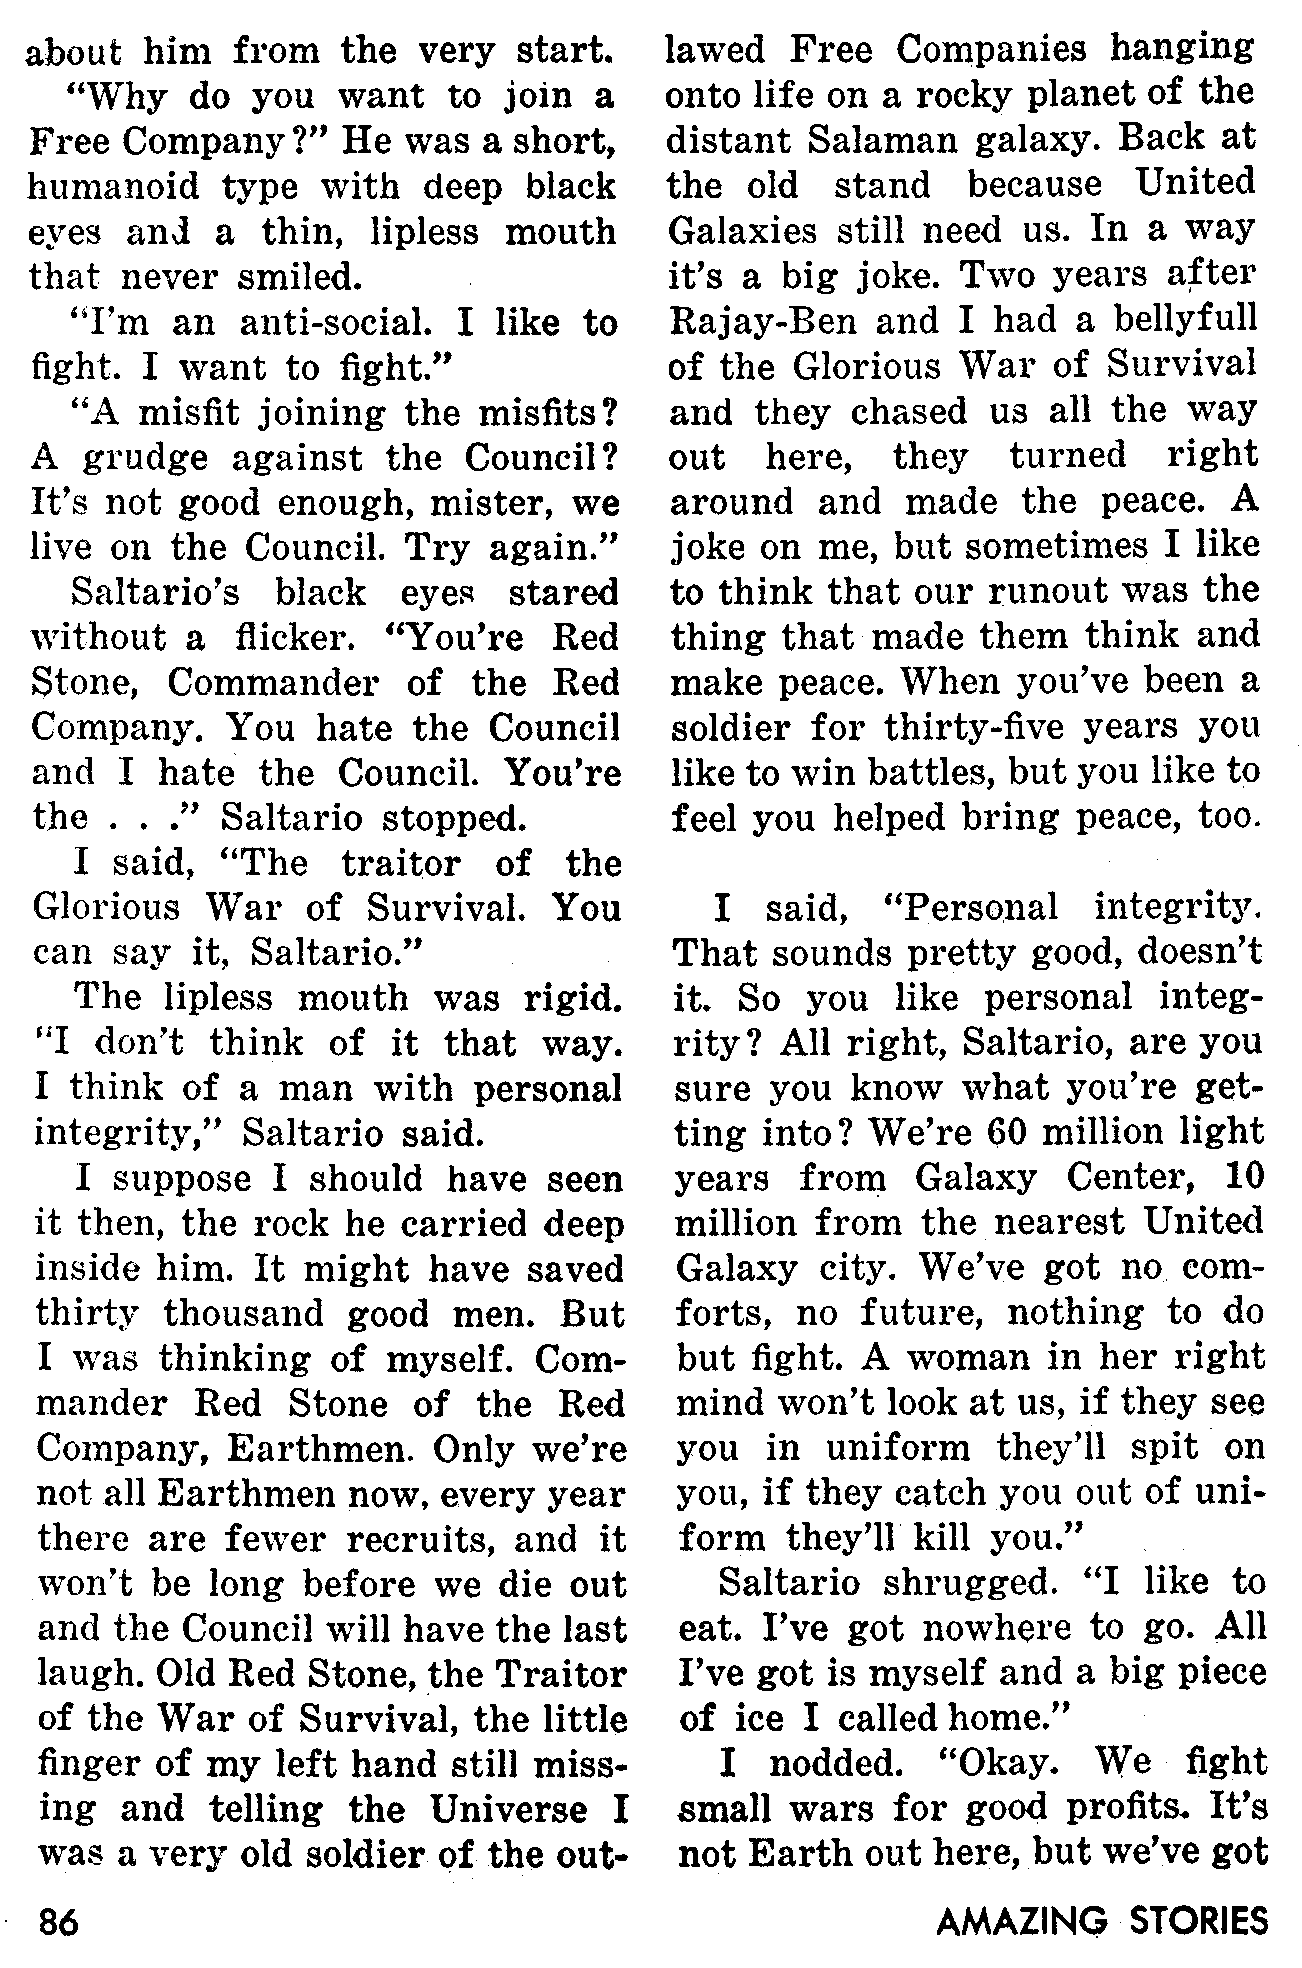 about him from the very start.
“Why do you want to join a
Free Company?” He was a short,
humanoid type with deep black
eyes and a thin, lipless mouth
that never smiled.
“I’m an anti-social. I like to
fight. I want to fight.”
“A misfit joining the misfits?
A grudge against the Council?
It’s not good enough, mister, we
live on the Council. Try again.”
Saltario’s black eyes stared
without a flicker. “You’re Red
Stone, Commander of the Red
Company. You hate the Council
and I hate the Council. You’re
the . . .” Saltario stopped.
I said, “The traitor of the
Glorious War of Survival. You
can say it, Saltario.”
The lipless mouth was rigid.
“I don’t think of it that way.
I think of a man with personal
integrity,” Saltario said.
I suppose I should have seen
it then, the rock he carried deep
inside him. It might have saved
thirty thousand good men. But
I was thinking of myself. Com-
mander Red Stone of the Red
Company, Earthmen. Only we’re
not all Earthmen now, every year
there are fewer recruits, and it
won’t be long before we die out
and the Council will have the last
laugh. Old Red Stone, the Traitor
of the War of Survival, the little
finger of my left hand still miss-
ing and telling the Universe I
was a very old soldier of the out-
lawed Free Companies hanging
onto life on a rocky planet of the
distant Salaman galaxy. Back at
the old stand because United
Galaxies still need us. In a way
it’s a big joke. Two years after
Rajay-Ben and I had a bellyfull
of the Glorious War of Survival
and they chased us all the way
out here, they turned right
around and made the peace. A
joke on me, but sometimes I like
to think that our runout was the
thing that made them think and
make peace. When you’ve been a
soldier for thirty-five years you
like to win battles, but you like to
feel you helped bring peace, too.
I said, “Personal integrity.
That sounds pretty good, doesn’t
it. So you like personal integ-
rity? All right, Saltario, are you
sure you know what you’re get-
ting into? We’re 60 million light
years from Galaxy Center, 10
million from the nearest United
Galaxy city. We’ve got no com-
forts, no future, nothing to do
but fight. A woman in her right
mind won’t look at us, if they see
you in uniform they’ll spit on
you, if they catch you out of uni-
form they’ll kill you.”
Saltario shrugged. “I like to
eat. I’ve got nowhere to go. All
I’ve got is myself and a big piece
of ice I called home.”
I nodded. “Okay. We fight
small wars for good profits. It’s
not Earth out here, but we’ve got
86
AMAZING STORIES